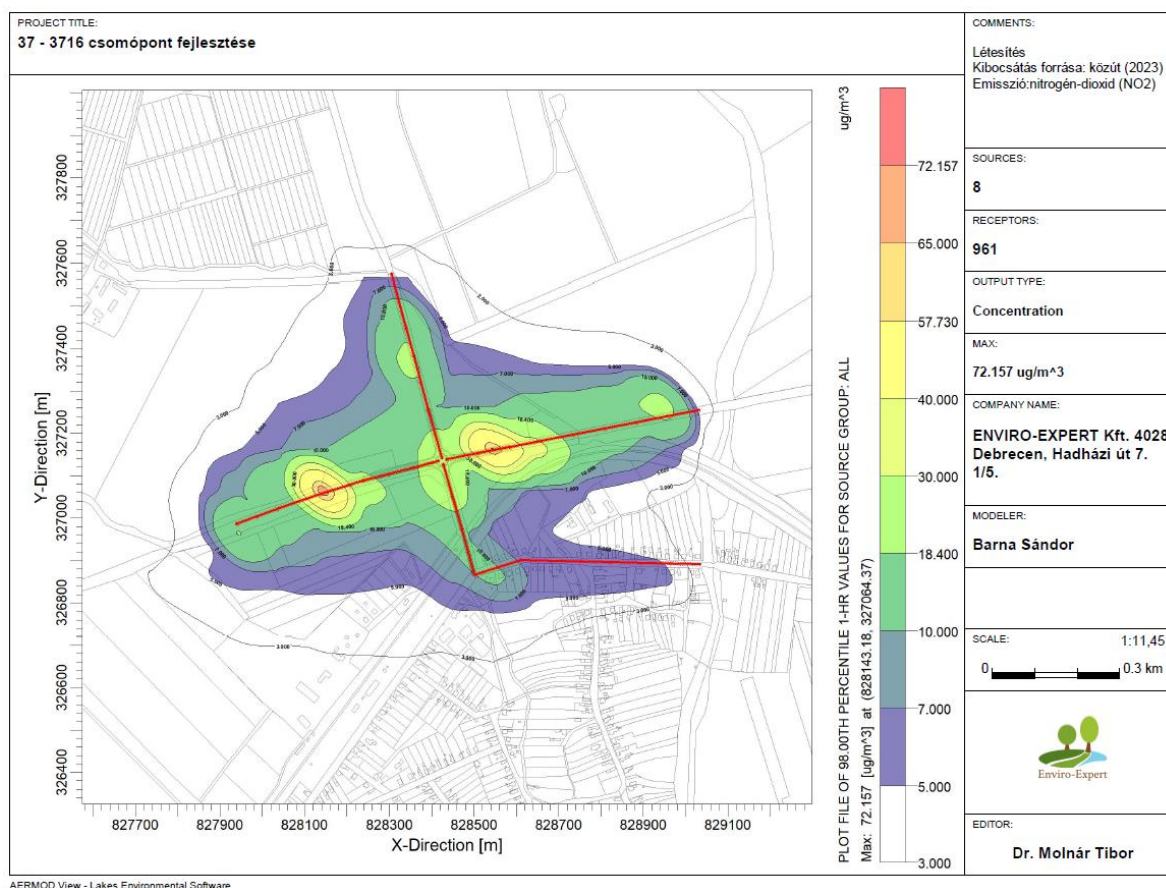 PROJECT TITLE:
37 - 3716 csomópont fejlesztése
COMMENTS:
Létesítés
Kibocsátás forrása: közút (2023)
Emisszió:nitrogén-dioxid (NO2)
SOURCES:
8
RECEPTORS:
961
OUTPUT TYPE:
Concentration
MAX:
72.157 ug/m^3
COMPANY NAME:
ENVIRO-EXPERT Kft. 4028
Debrecen, Hadházi út 7.
1/5.
MODELER:
Barna Sándor
SCALE:
1:11,45
0
0.3 km
Enviro-Expert
EDITOR:
Dr. Molnár Tibor
Y-Direction [m]
327800
327600
327400
327200
327000
326800
326600
326400
827700
827900
828100
828300
828500
828700
828900
829100
X-Direction [m]
PLOT FILE OF 98.00TH PERCENTILE 1-HR VALUES FOR SOURCE GROUP: ALL
Max: 72.157 [ug/m^3] at (828143.18, 327064.37)
ug/m^3
72.157
65.000
57.730
40.000
30.000
18.400
10.000
7.000
5.000
3.000
AERMOD View - Lakes Environmental Software